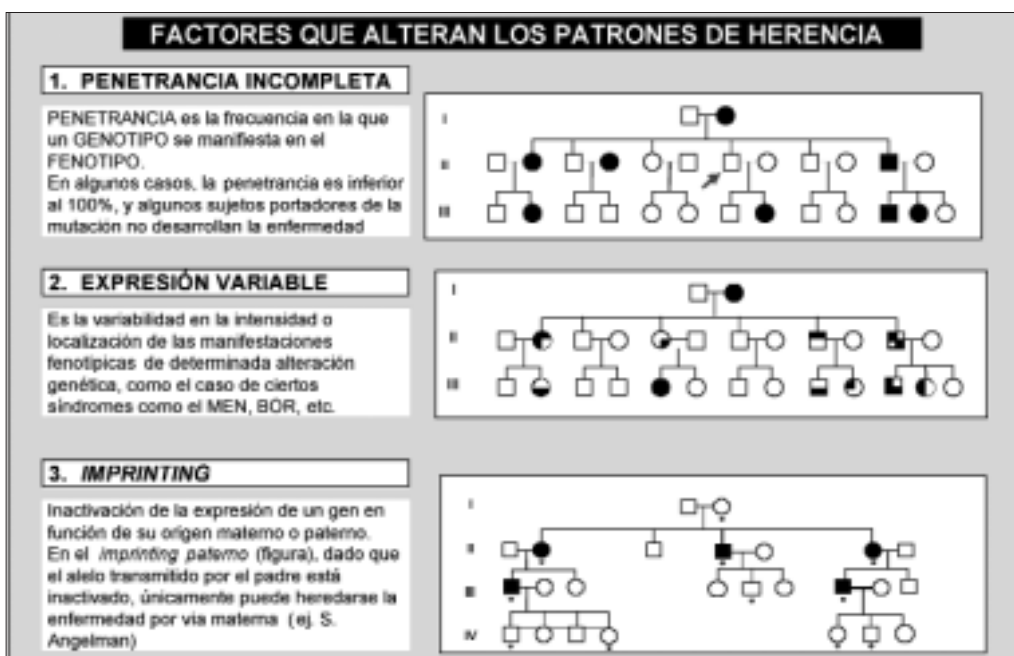 FACTORES QUE ALTERAN LOS PATRONES DE HERENCIA
1. PENETRANCIA INCOMPLETA
PENETRANCIA es la frecuencia en la que
un GENOTIPO se manifiesta en el
FENOTIPO.
En algunos casos, la penetrancia es inferior
al 100%, y algunos sujetos portadores de la
mutación no desarrollan la enfermedad
I
II
III
2. EXPRESIÓN VARIABLE
Es la variabilidad en la intensidad o
localización de las manifestaciones
fenotípicas de determinada alteración
genética, como el caso de ciertos
síndromes como el MEN, BOR, etc.
I
II
III
3. IMPRINTING
Inactivación de la expresión de un gen en
función de su origen materno o paterno.
En el imprinting paterno (figura), dado que
el alelo transmitido por el padre está
inactivado, únicamente puede heredarse la
enfermedad por via materna (ej. S.
Angelman)
I
II
III
IV